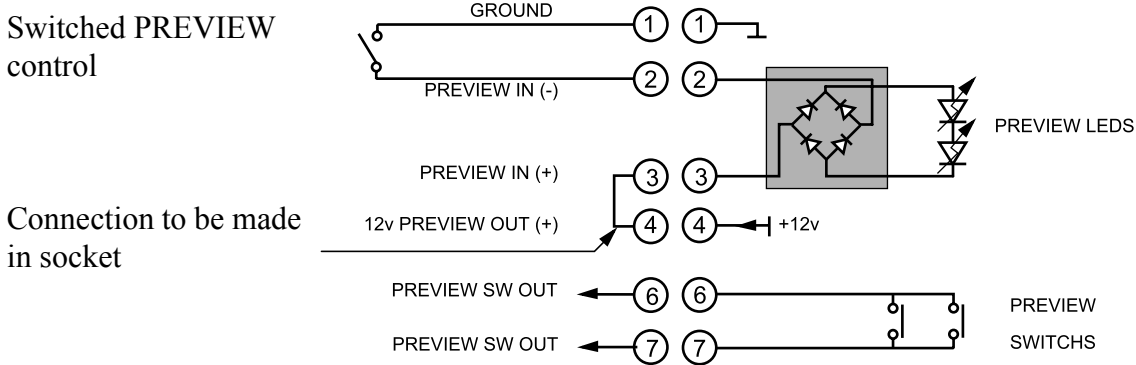 Switched PREVIEW
control
GROUND
1 1
2 2
PREVIEW IN (-)
PREVIEW LEDS
PREVIEW IN (+)
3 3
Connection to be made
in socket
12v PREVIEW OUT (+)
4 4
+12v
PREVIEW SW OUT
6 6
PREVIEW
SWITCHS
PREVIEW SW OUT
7 7